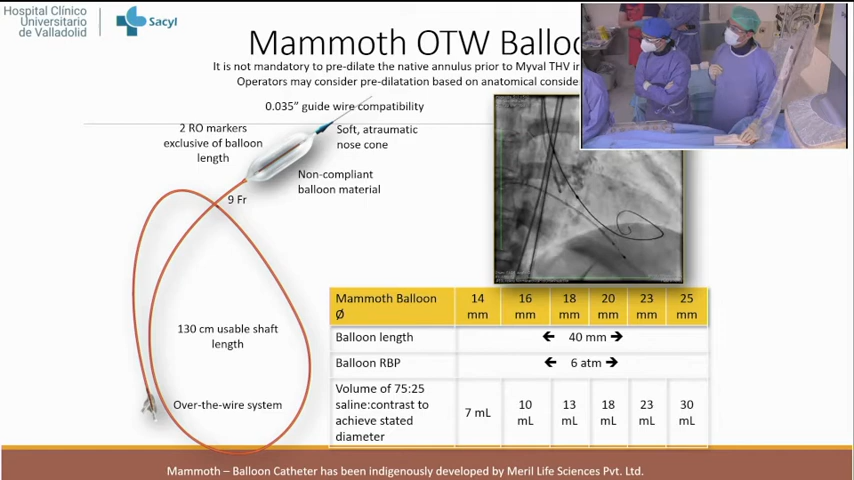 Hospital Clínico
Universitario
de Valladolid
Sacyl
Mammoth OTW Balloo
It is not mandatory to pre-dilate the native annulus prior to Myval THV i
Operators may consider pre-dilatation based on anatomical conside
0.035” guide wire compatibility
2 RO markers
exclusive of balloon
length
Soft, atraumatic
nose cone
Non-compliant
balloon material
9 Fr
130 cm usable shaft
length
Over-the-wire system
Mammoth Balloon Ø 14 mm 16 mm 18 mm 20 mm 23 mm 25 mm
Balloon length 40 mm
Balloon RBP 6 atm
Volume of 75:25
saline:contrast to
achieve stated
diameter
7 mL 10 mL 13 mL 18 mL 23 mL 30 mL
Mammoth – Balloon Catheter has been indigenously developed by Meril Life Sciences Pvt. Ltd.